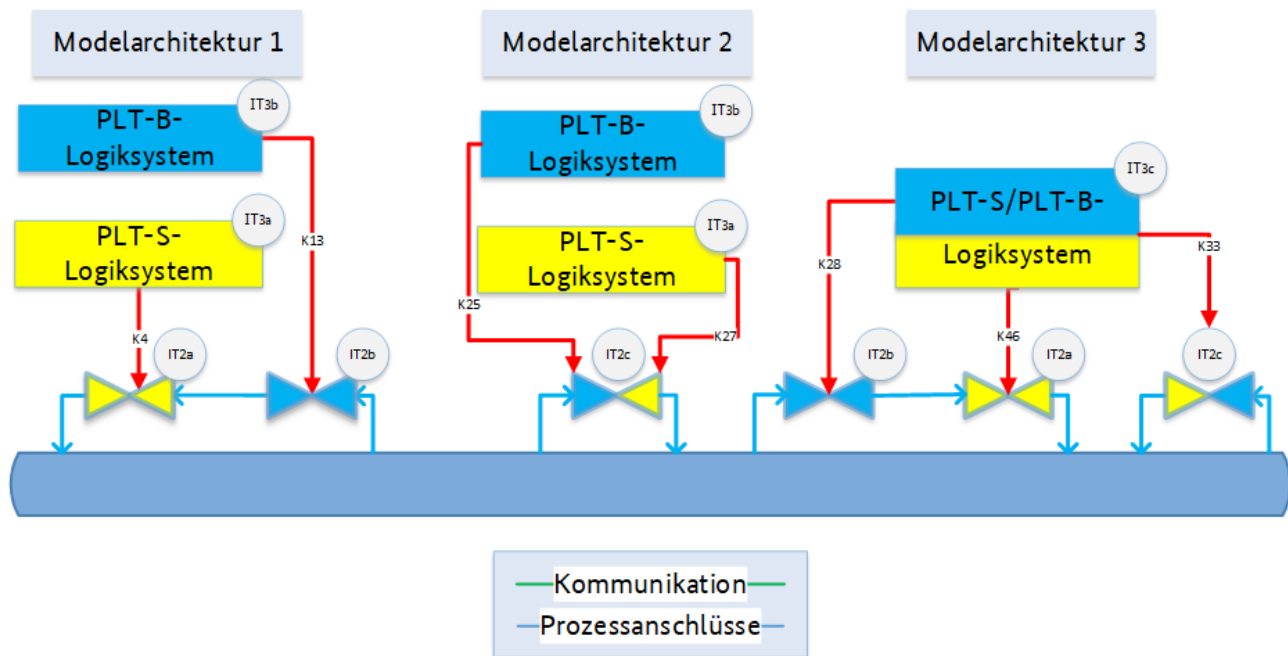 Modelarchitektur 1
Modelarchitektur 2
Modelarchitektur 3
IT3b
PLT-B-
Logiksystem
IT3a
PLT-S-
Logiksystem
K13
K4
IT2a
IT2b
IT3b
PLT-B-
Logiksystem
IT3a
PLT-S-
Logiksystem
K25
K27
IT2c
IT3c
PLT-S/PLT-B-
Logiksystem
K28
K33
K46
IT2b
IT2a
IT2c
Kommunikation
Prozessanschlüsse